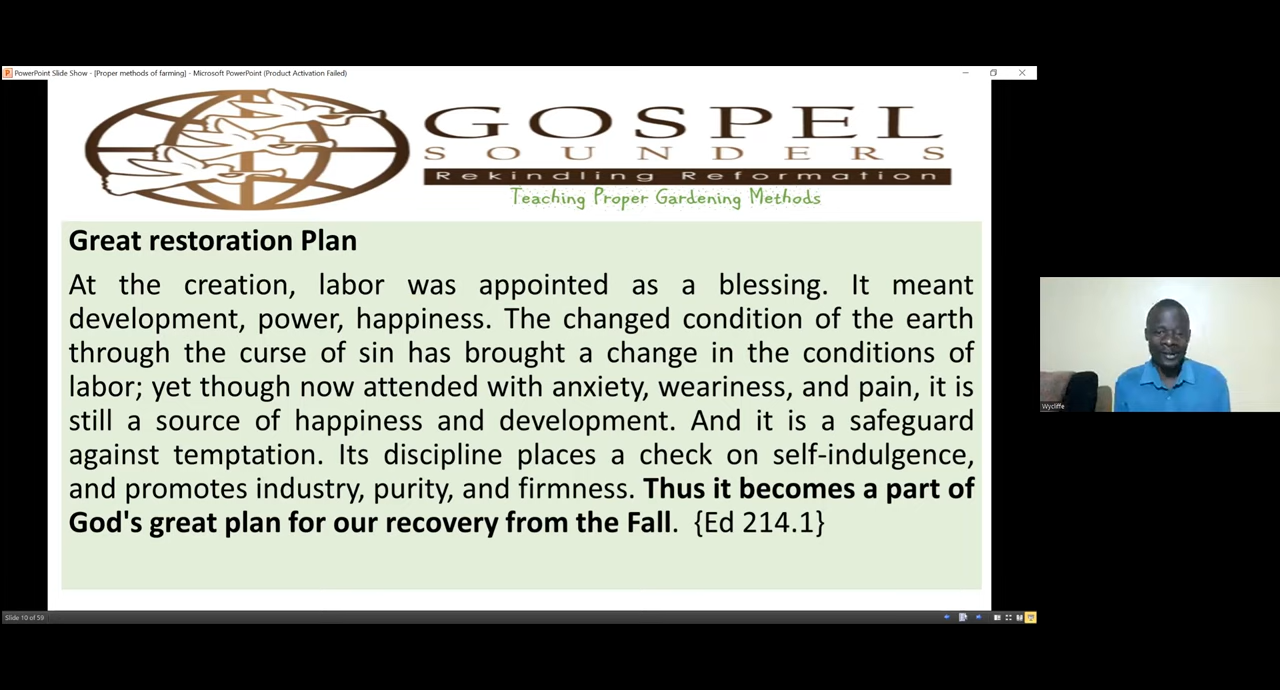 PowerPoint Slide Show - [Proper methods of farming] - Microsoft PowerPoint (Product Activation Failed)
GOSPEL
SOUNDERS
Rekindling Reformation
Teaching Proper Gardening Methods
Great restoration Plan
At the creation, labor was appointed as a blessing. It meant
development, power, happiness. The changed condition of the earth
through the curse of sin has brought a change in the conditions of
labor; yet though now attended with anxiety, weariness, and pain, it is
still a source of happiness and development. And it is a safeguard
against temptation. Its discipline places a check on self-indulgence,
and promotes industry, purity, and firmness. Thus it becomes a part of
God's great plan for our recovery from the Fall. {Ed 214.1}
Wycliffe
Slide 10 of 59